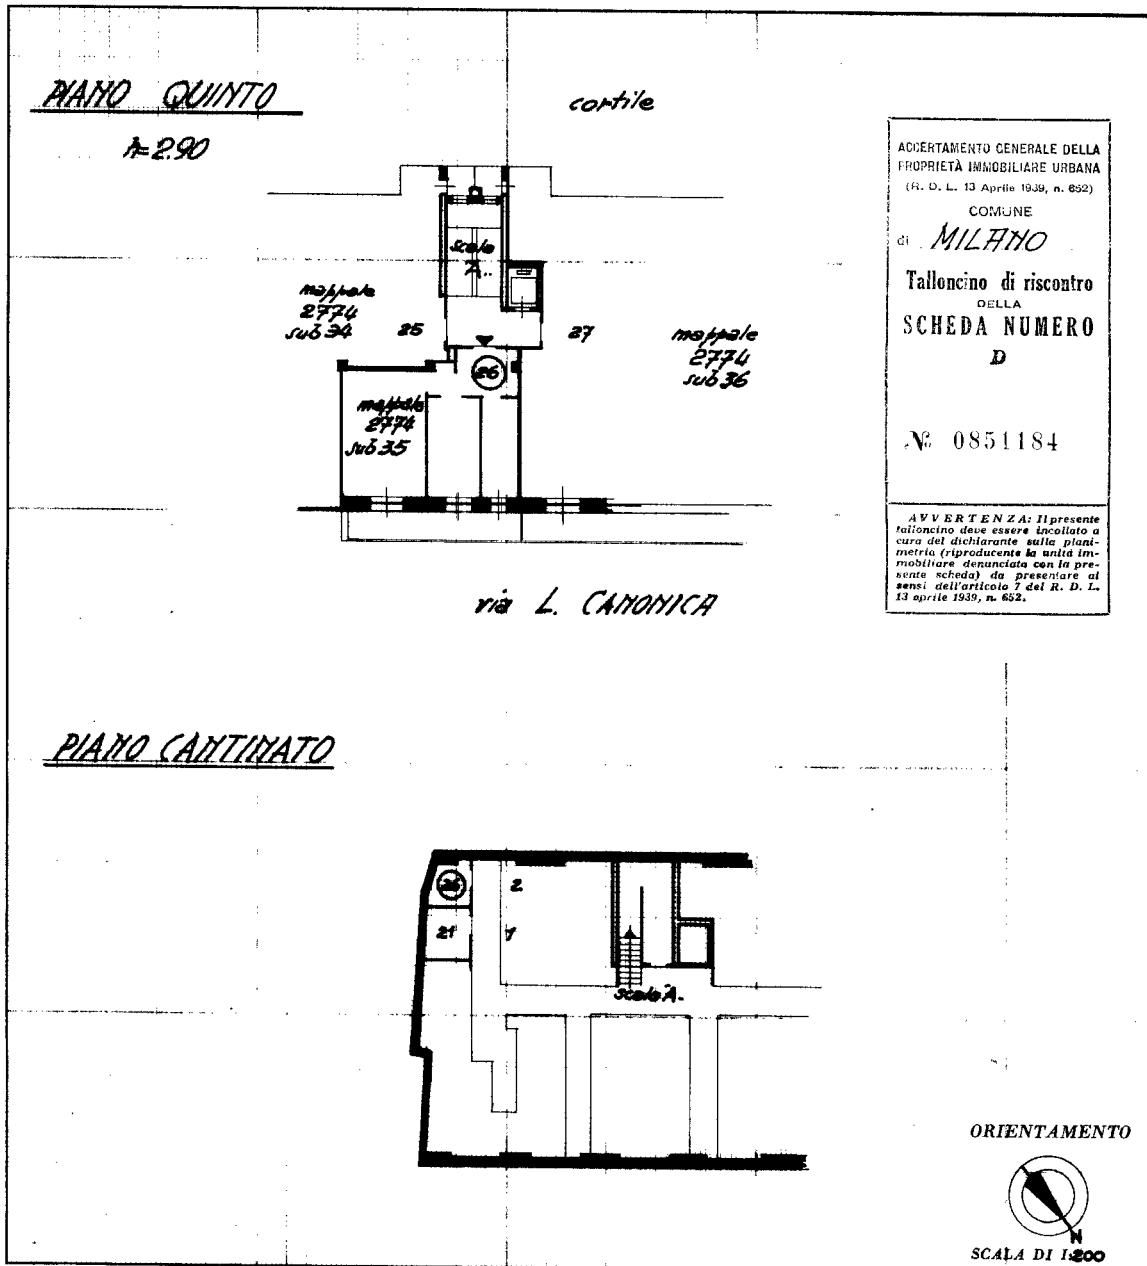 PIANO QUINTO
h=2.90
cortile
scala
A..
mappale
2774
sub 34
25
27
mappale
2774
sub 36
26
mappale
2774
sub 35
via L. CANONICA
ACCERTAMENTO GENERALE DELLA
PROPRIETÀ IMMOBILIARE URBANA
(R. D. L. 13 Aprile 1939, n. 652)
COMUNE
di MILANO
Talloncino di riscontro
DELLA
SCHEDA NUMERO
D
№ 0851184
AVVERTENZA: Il presente
talloncino deve essere incollato a
cura del dichiarante sulla plani-
metria (riproducente la unità im-
mobiliare denunciata con la pre-
sente scheda) da presentare ai
sensi dell'articolo 7 del R. D. L.
13 aprile 1939, n. 652.
PIANO CANTINATO
26
2
21
1
scala A.
ORIENTAMENTO
N
SCALA DI 1:200